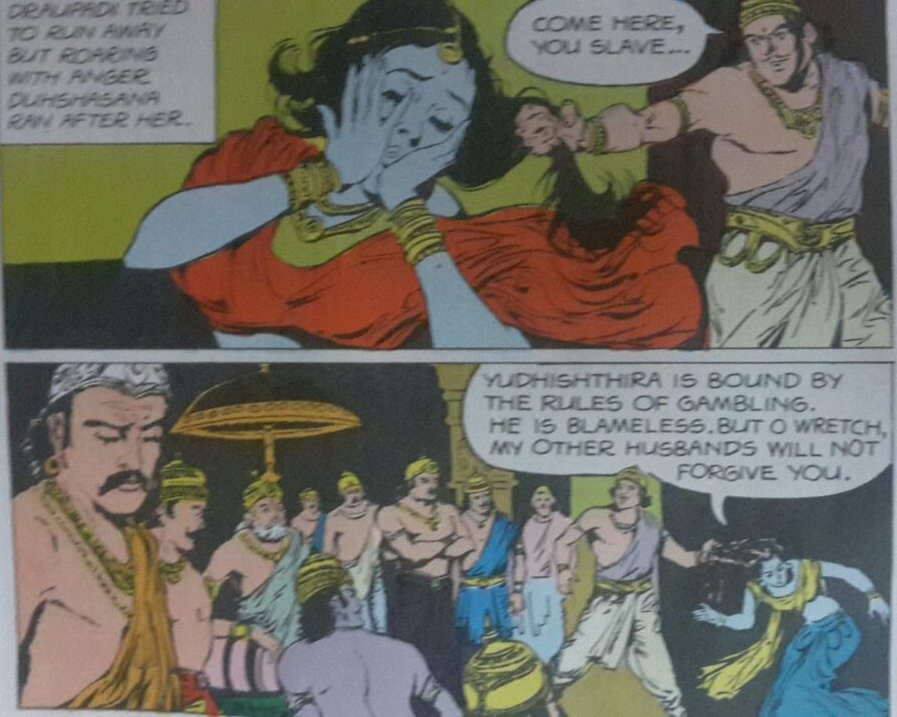 DRAUPADI TRIED
TO RUN AWAY
BUT ROARING
WITH ANGER
DUHSHASANA
RAN AFTER HER..
COME HERE,
YOU SLAVE...
YUDHISHTHIRA IS BOUND BY
THE RULES OF GAMBLING.
HE IS BLAMELESS. BUT O WRETCH,
MY OTHER HUSBANDS WILL NOT
FORGIVE YOU.